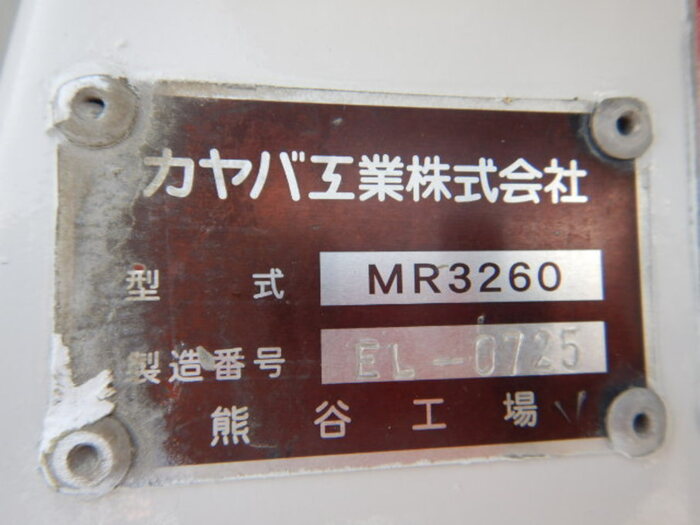 カヤバ工業株式会社
型式 MR3260
製造番号 EL-0725
熊谷工場